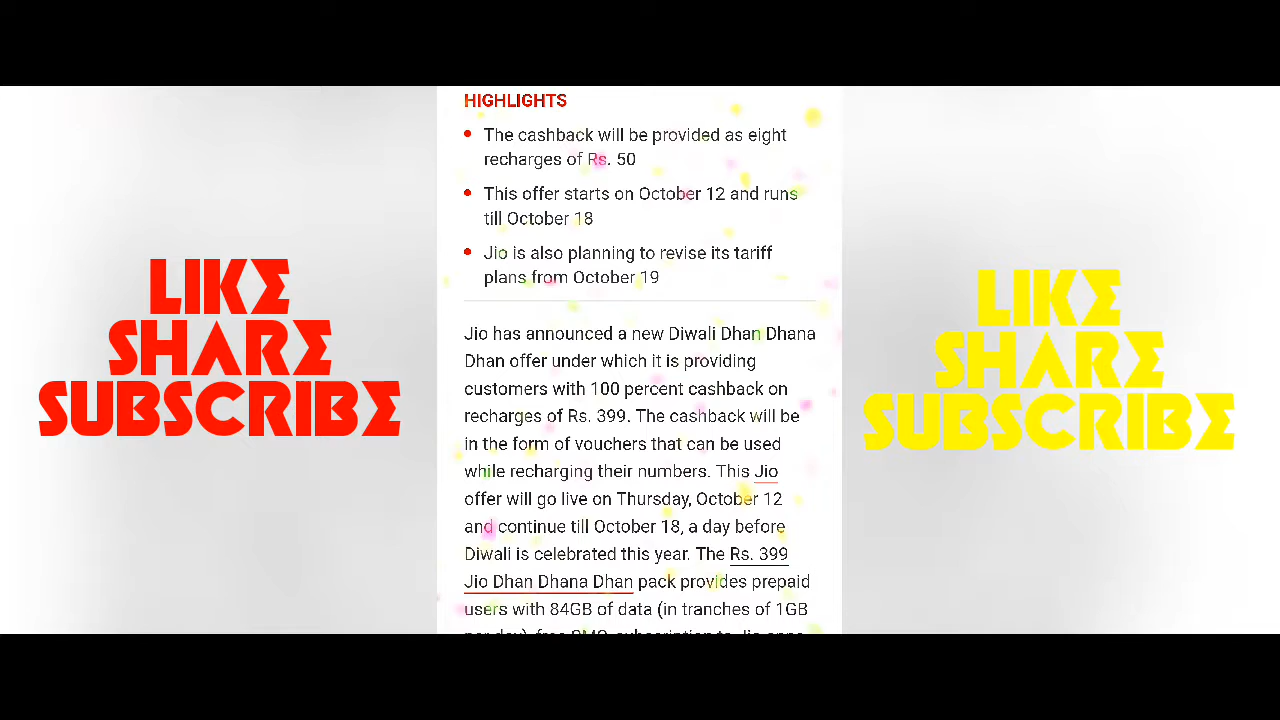 LIKE
SHARE
SUBSCRIBE
HIGHLIGHTS
The cashback will be provided as eight
recharges of Rs. 50
This offer starts on October 12 and runs
till October 18
Jio is also planning to revise its tariff
plans from October 19
Jio has announced a new Diwali Dhan Dhana
Dhan offer under which it is providing
customers with 100 percent cashback on
recharges of Rs. 399. The cashback will be
in the form of vouchers that can be used
while recharging their numbers. This Jio
offer will go live on Thursday, October 12
and continue till October 18, a day before
Diwali is celebrated this year. The Rs. 399
Jio Dhan Dhana Dhan pack provides prepaid
users with 84GB of data (in tranches of 1GB
LIKE
SHARE
SUBSCRIBE